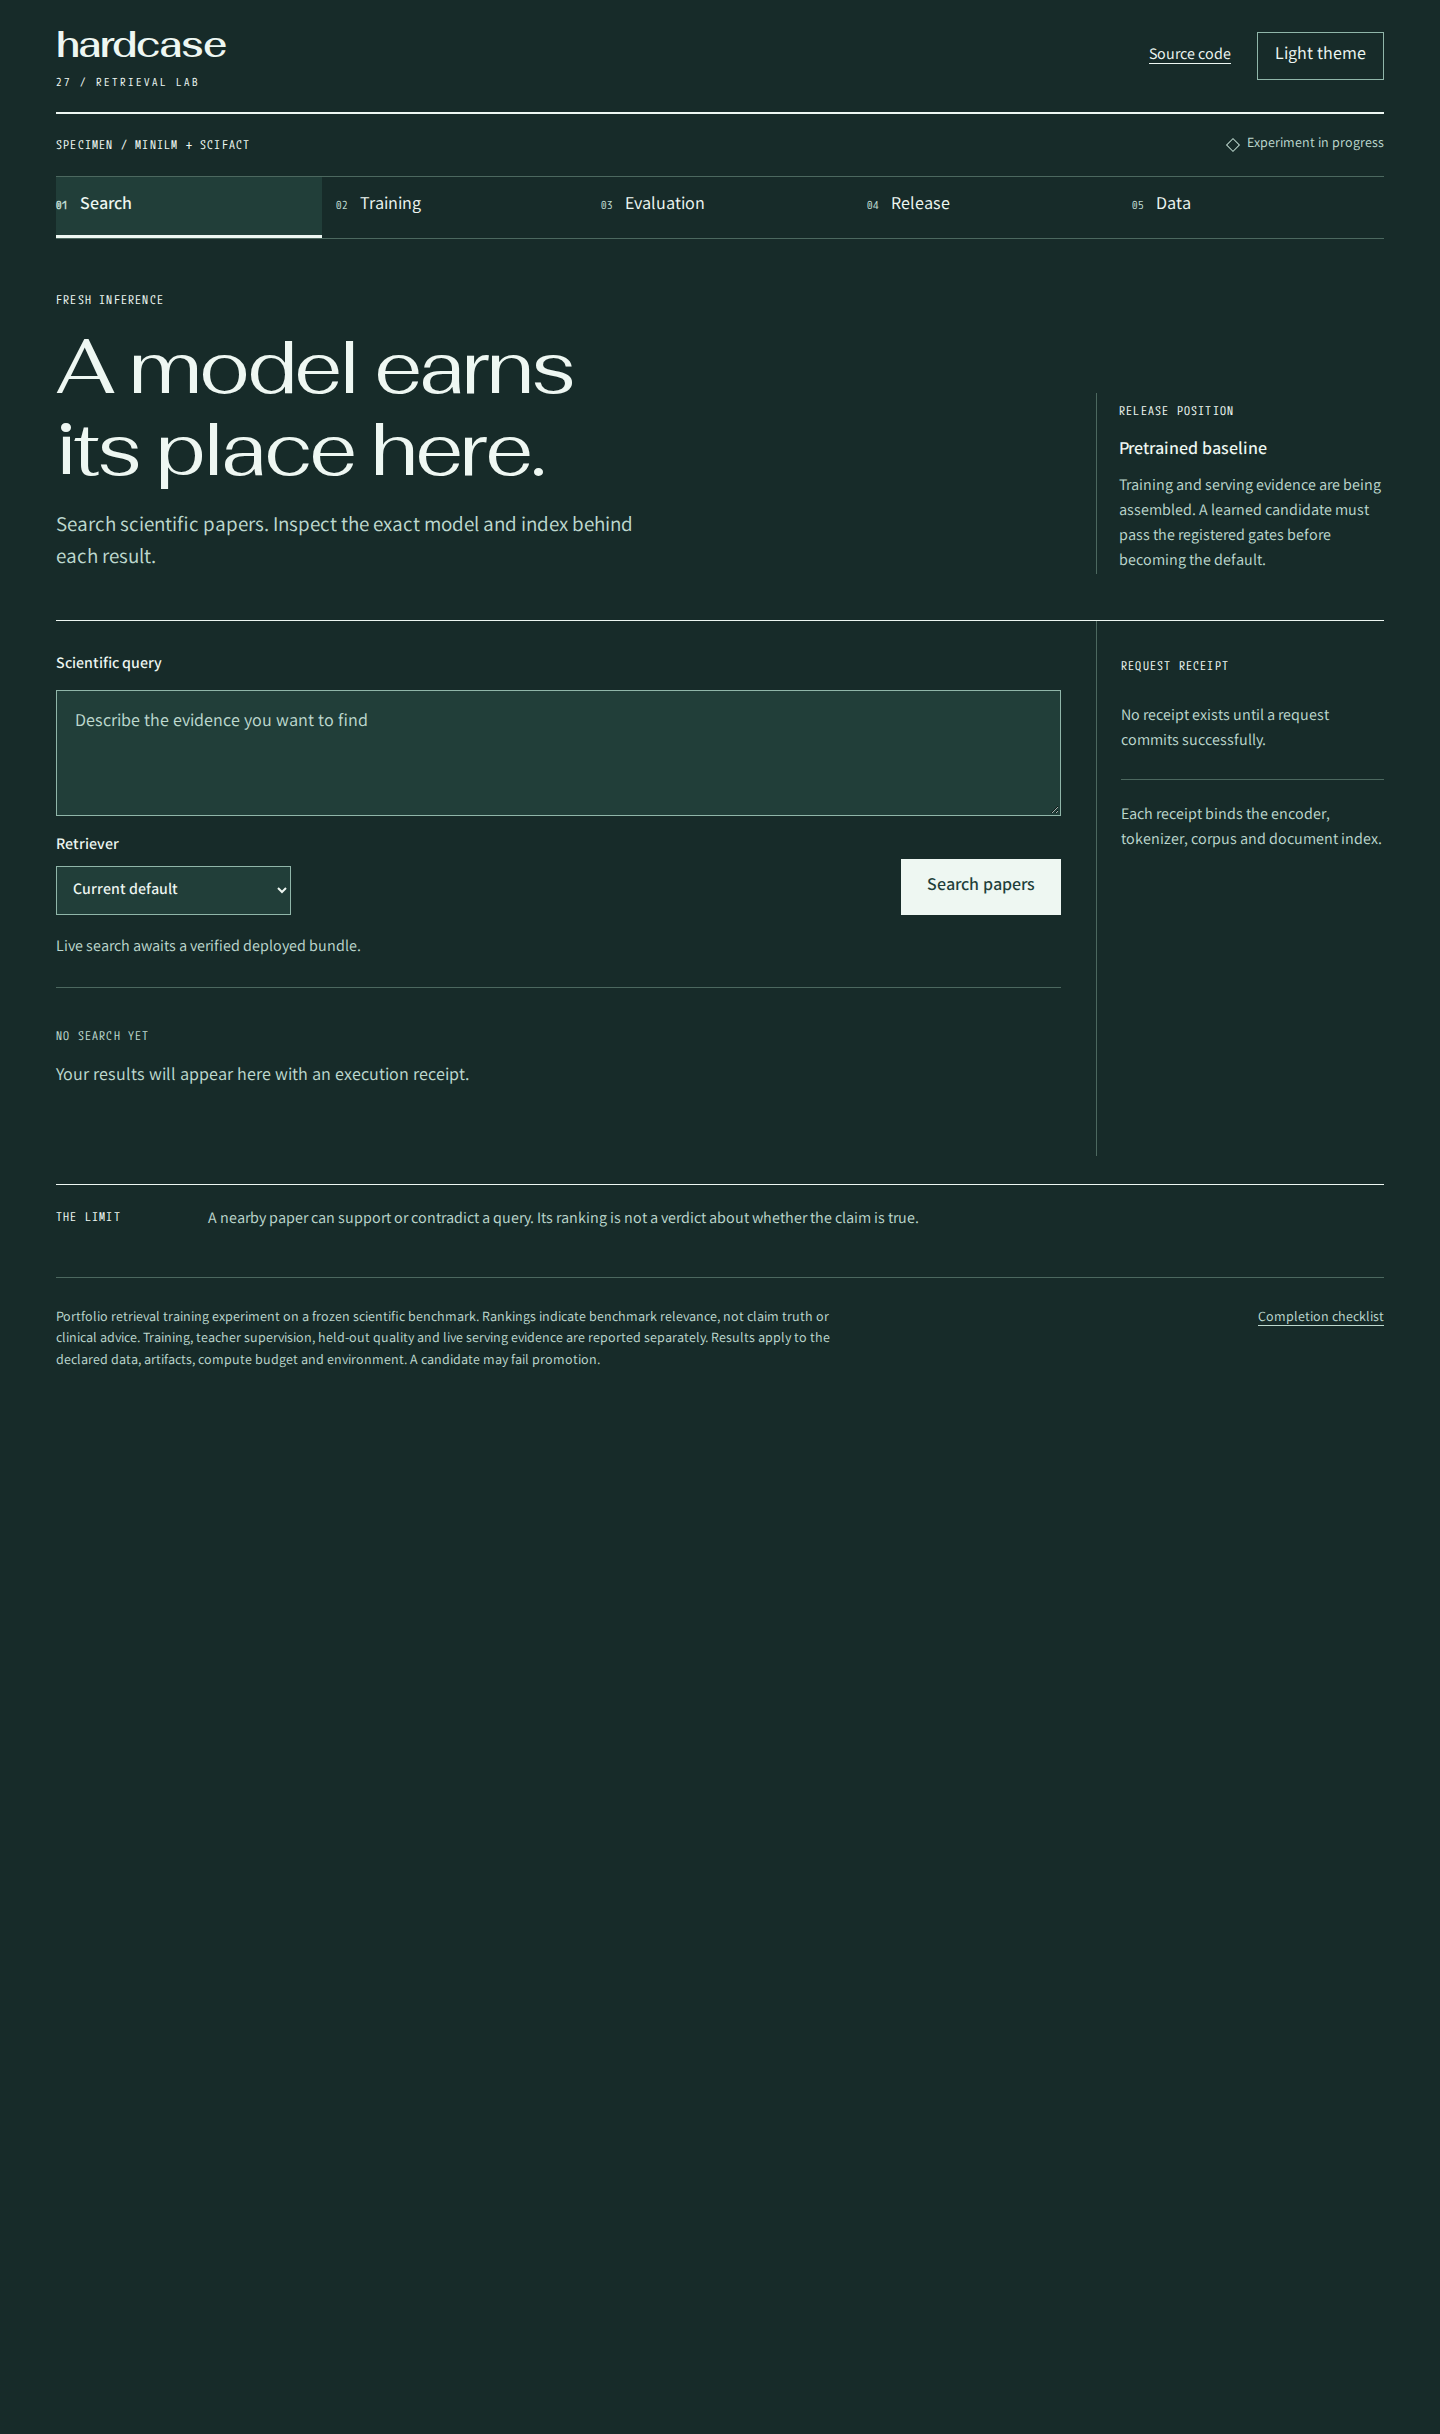 hardcase
27 / RETRIEVAL LAB
Source code
Light theme
SPECIMEN / MINILM + SCIFACT
Experiment in progress
01 Search
02 Training
03 Evaluation
04 Release
05 Data
FRESH INFERENCE
A model earns
its place here.
Search scientific papers. Inspect the exact model and index behind
each result.
RELEASE POSITION
Pretrained baseline
Training and serving evidence are being
assembled. A learned candidate must
pass the registered gates before
becoming the default.
Scientific query
Describe the evidence you want to find
Retriever
Current default
Search papers
Live search awaits a verified deployed bundle.
NO SEARCH YET
Your results will appear here with an execution receipt.
REQUEST RECEIPT
No receipt exists until a request
commits successfully.
Each receipt binds the encoder,
tokenizer, corpus and document index.
THE LIMIT
A nearby paper can support or contradict a query. Its ranking is not a verdict about whether the claim is true.
Portfolio retrieval training experiment on a frozen scientific benchmark. Rankings indicate benchmark relevance, not claim truth or
clinical advice. Training, teacher supervision, held-out quality and live serving evidence are reported separately. Results apply to the
declared data, artifacts, compute budget and environment. A candidate may fail promotion.
Completion checklist